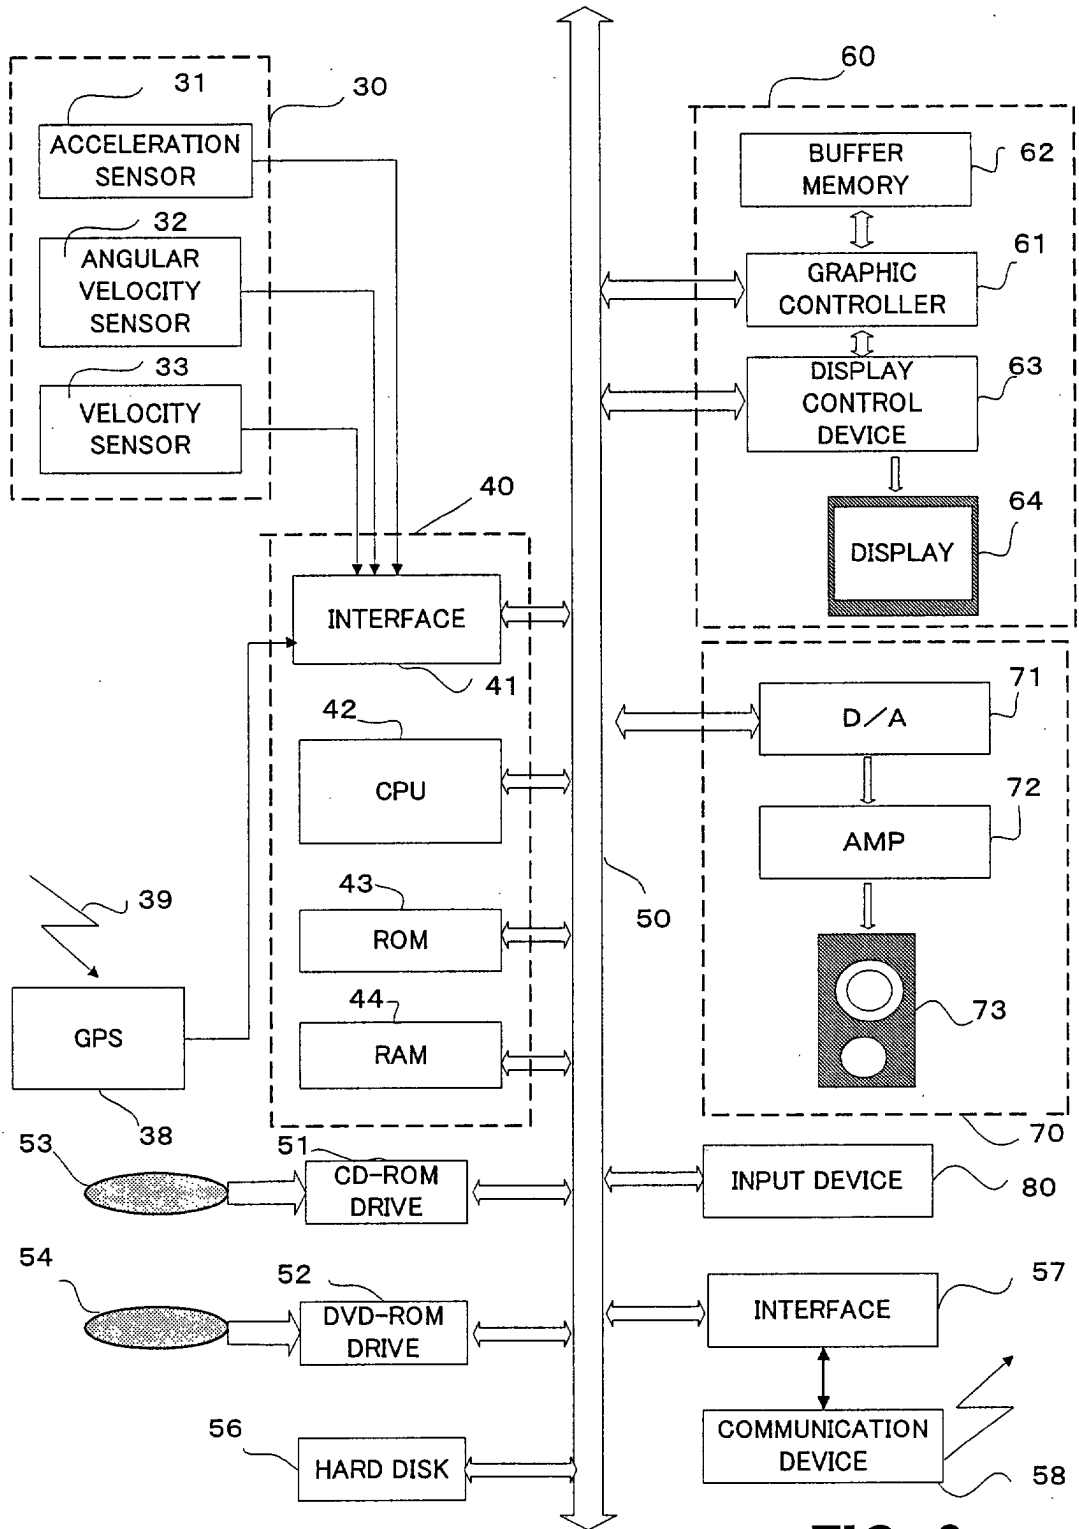 31
30
ACCELERATION
SENSOR
32
ANGULAR
VELOCITY
SENSOR
33
VELOCITY
SENSOR
40
INTERFACE
41
42
CPU
43
ROM
44
RAM
39
GPS
38
53
51
CD-ROM
DRIVE
54
52
DVD-ROM
DRIVE
56
HARD DISK
50
60
BUFFER
MEMORY
62
61
GRAPHIC
CONTROLLER
63
DISPLAY
CONTROL
DEVICE
64
DISPLAY
71
D/A
72
AMP
73
70
INPUT DEVICE
80
57
INTERFACE
COMMUNICATION
DEVICE
58